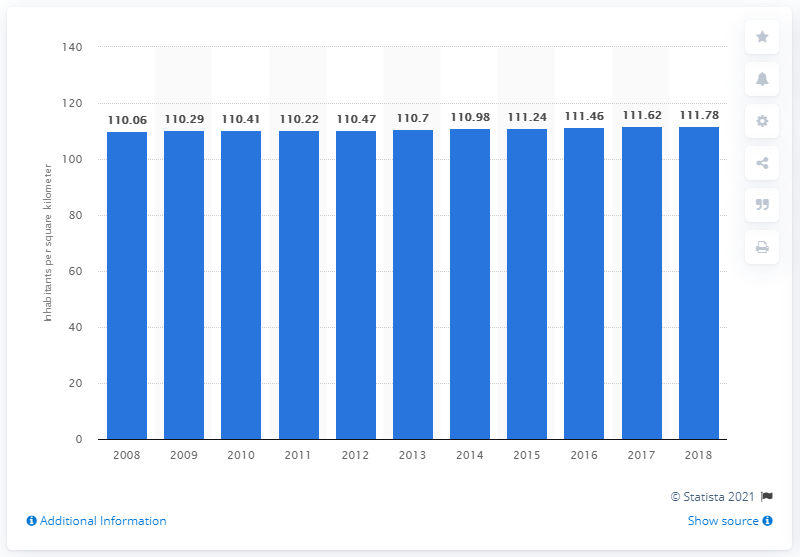 140
120
100
80
60
40
20
0
Inhabitants per square kilometer
110.06 110.29 110.41 110.22 110.47 110.7 110.98 111.24 111.46 111.62 111.78
2008 2009 2010 2011 2012 2013 2014 2015 2016 2017 2018
© Statista 2021
Additional Information
Show source